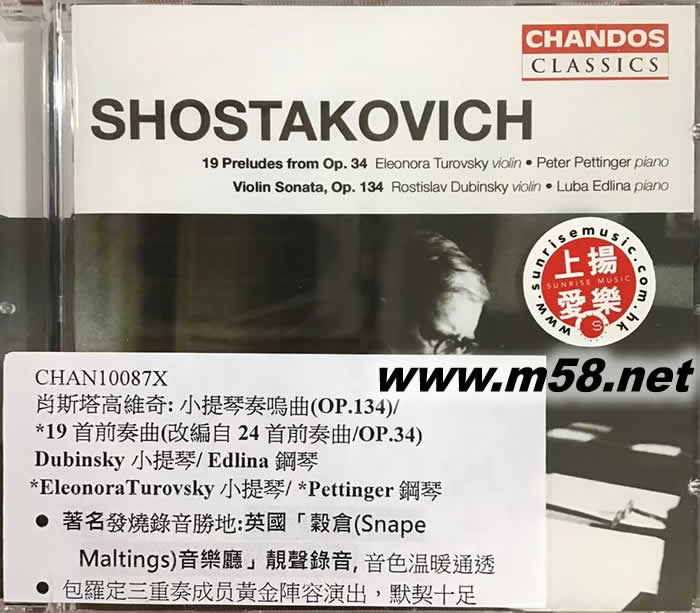 CHANDOS
CLASSICS
SHOSTAKOVICH
19 Preludes from Op. 34 Eleonora Turovsky violin • Peter Pettinger piano
Violin Sonata, Op. 134 Rostislav Dubinsky violin • Luba Edlina piano
www.sunrisemusic.com.hk
上揚
SUNRISE MUSIC
愛樂
S
www.m58.net
CHAN10087X
肖斯塔高維奇: 小提琴奏鳴曲(OP.134)/
*19 首前奏曲(改編自 24 首前奏曲/OP.34)
Dubinsky 小提琴/ Edlina 鋼琴
*EleonoraTurovsky 小提琴/ *Pettinger 鋼琴
● 著名發燒錄音勝地:英國「穀倉(Snape
Maltings)音樂廳」靚聲錄音, 音色温暖通透
● 包羅定三重奏成员黃金陣容演出，默契十足